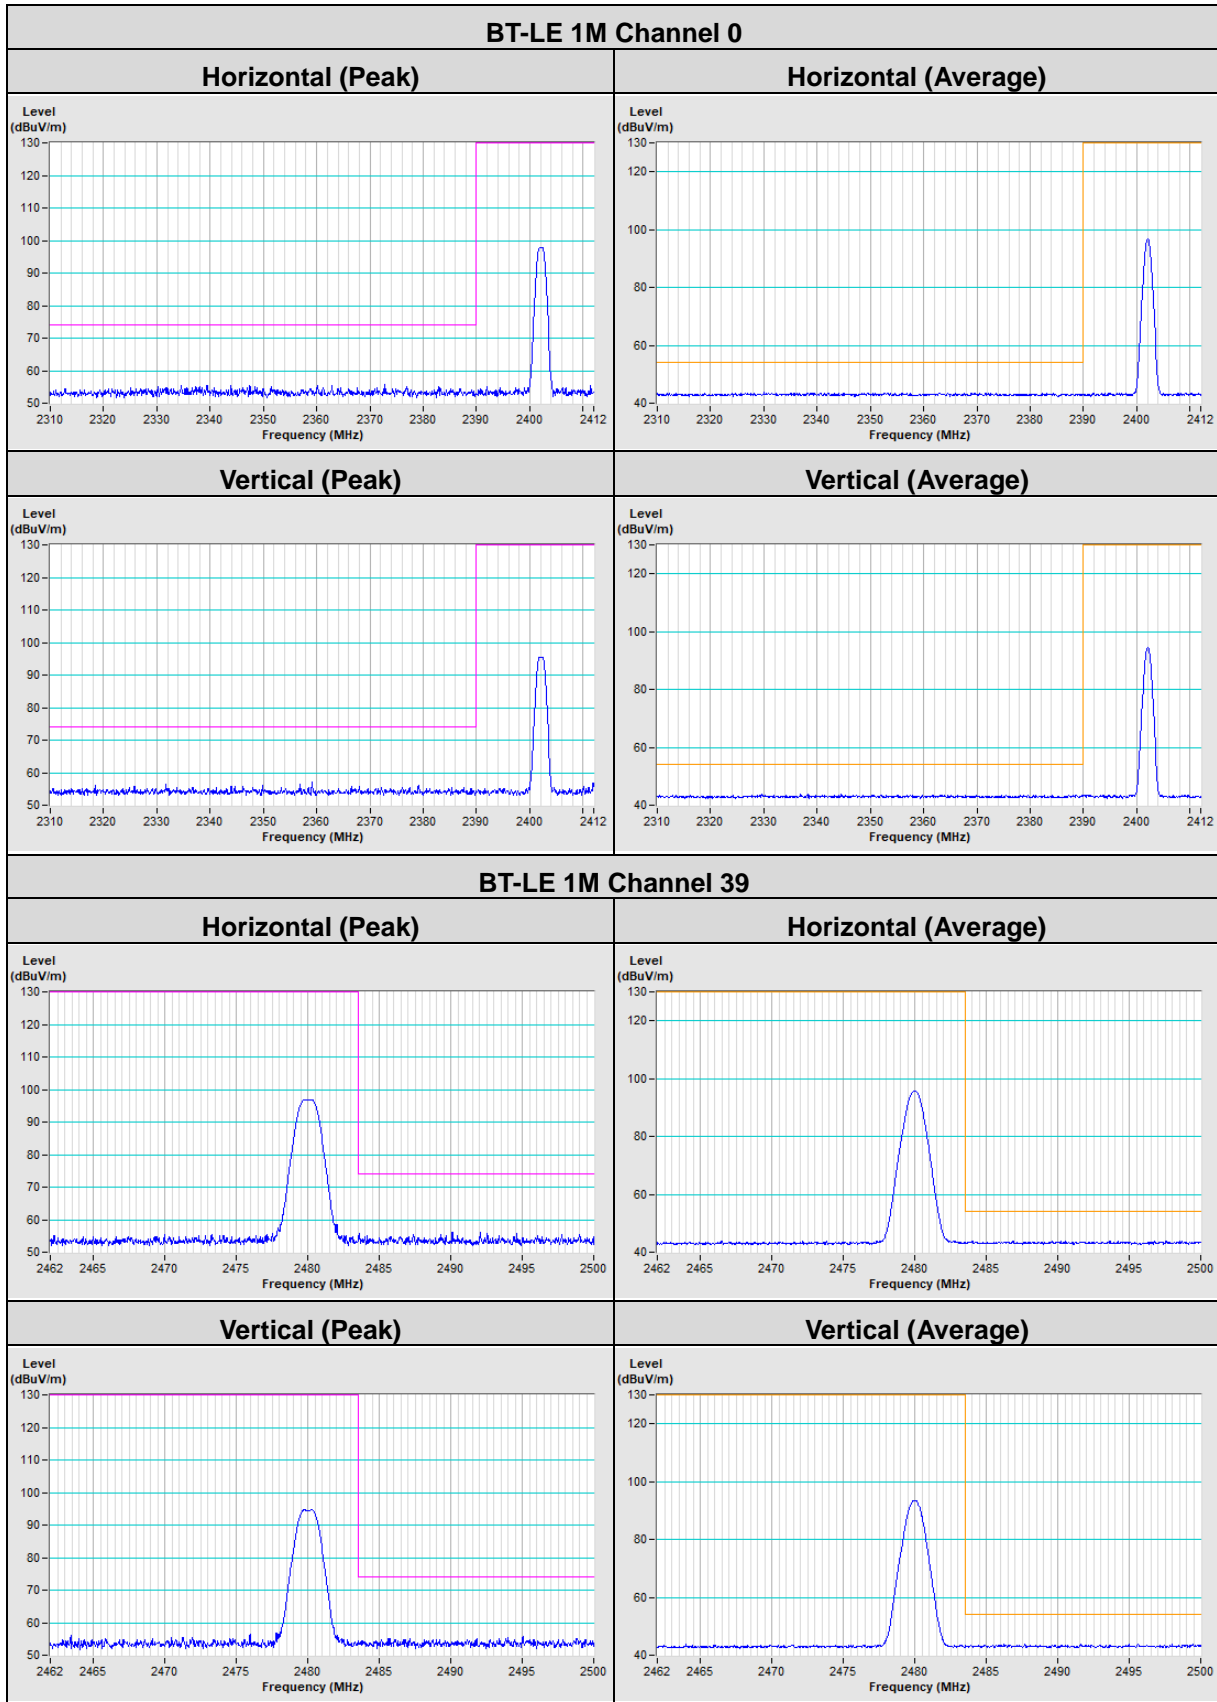 BT-LE 1M Channel 0
Horizontal (Peak)
Horizontal (Average)
Level
(dBuV/m)
130
120
110
100
90
80
70
60
50
2310 2320 2330 2340 2350 2360 2370 2380 2390 2400 2412
Frequency (MHz)
Level
(dBuV/m)
130
120
100
80
60
40
2310 2320 2330 2340 2350 2360 2370 2380 2390 2400 2412
Frequency (MHz)
Vertical (Peak)
Vertical (Average)
Level
(dBuV/m)
130
120
110
100
90
80
70
60
50
2310 2320 2330 2340 2350 2360 2370 2380 2390 2400 2412
Frequency (MHz)
Level
(dBuV/m)
130
120
100
80
60
40
2310 2320 2330 2340 2350 2360 2370 2380 2390 2400 2412
Frequency (MHz)
BT-LE 1M Channel 39
Horizontal (Peak)
Horizontal (Average)
Level
(dBuV/m)
130
120
110
100
90
80
70
60
50
2462 2465 2470 2475 2480 2485 2490 2495 2500
Frequency (MHz)
Level
(dBuV/m)
130
120
100
80
60
40
2462 2465 2470 2475 2480 2485 2490 2495 2500
Frequency (MHz)
Vertical (Peak)
Vertical (Average)
Level
(dBuV/m)
130
120
110
100
90
80
70
60
50
2462 2465 2470 2475 2480 2485 2490 2495 2500
Frequency (MHz)
Level
(dBuV/m)
130
120
100
80
60
40
2462 2465 2470 2475 2480 2485 2490 2495 2500
Frequency (MHz)